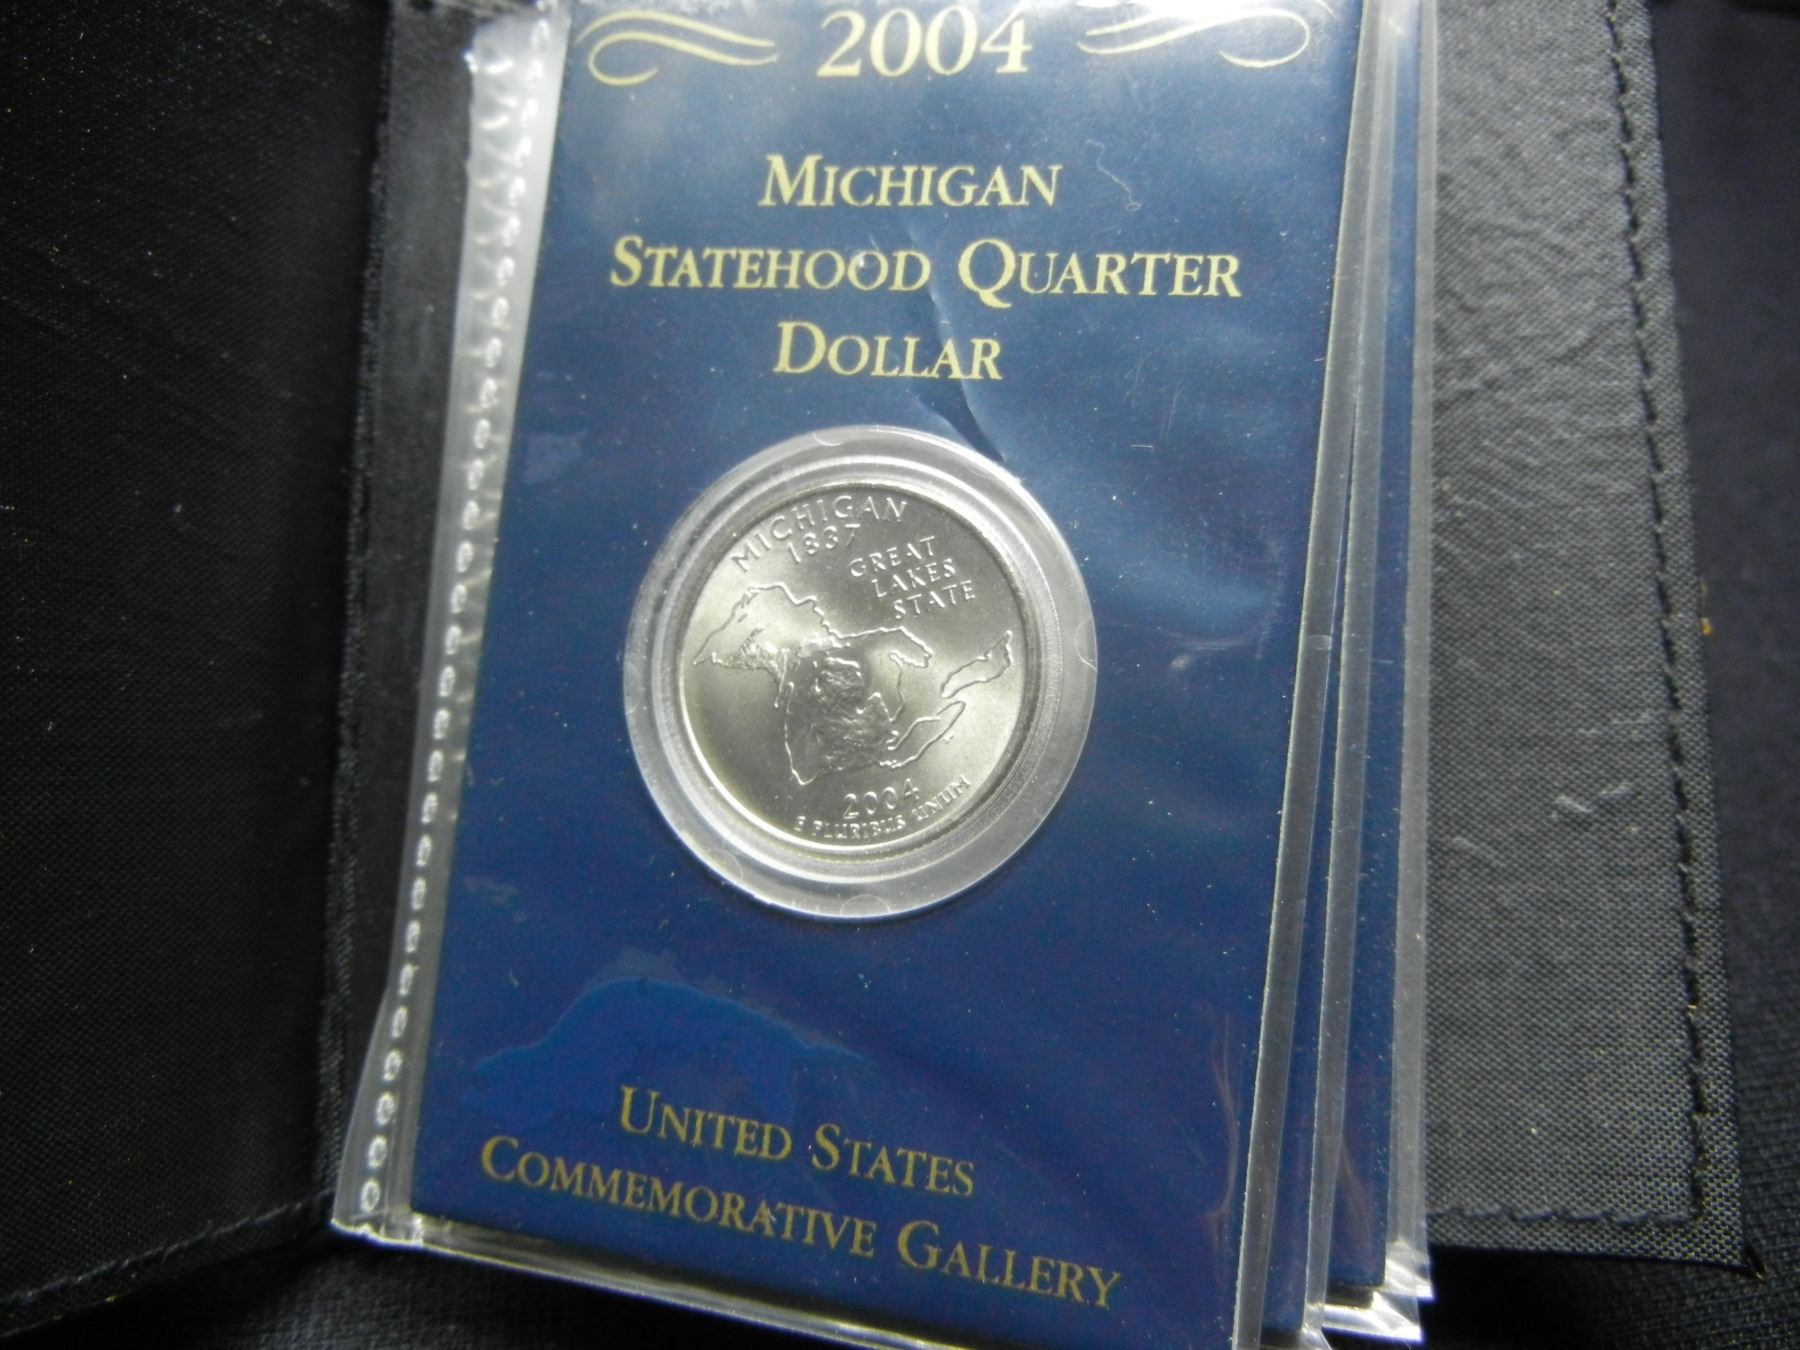 2004
MICHIGAN
STATEHOOD QUARTER
DOLLAR
MICHIGAN
1837
GREAT
LAKES
STATE
2004
E PLURIBUS UNUM
UNITED STATES
COMMEMORATIVE GALLERY